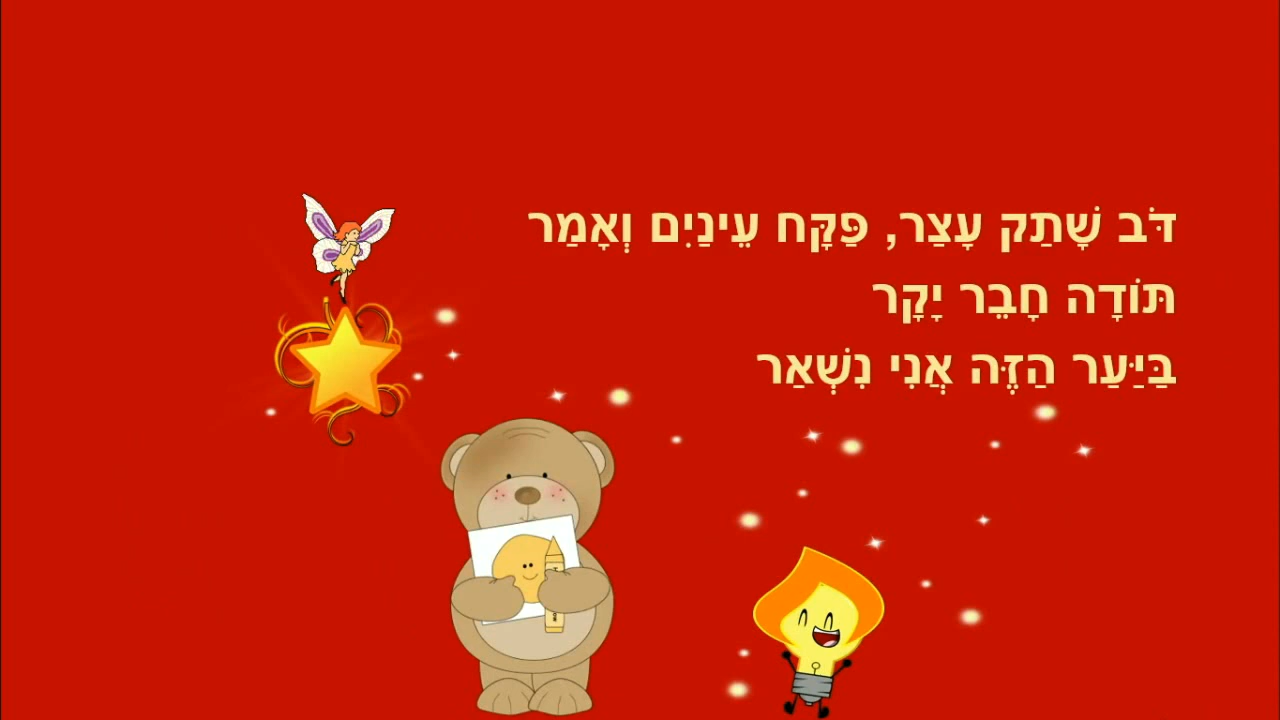 דֹּב שָׁתַק עָצַר, פַּקָּח עֵינַיִם וְאָמַר
תּוֹדָה חָבֵר יָקָר
בַּיַּעַר הַזֶּה אֲנִי נִשְׁאַר